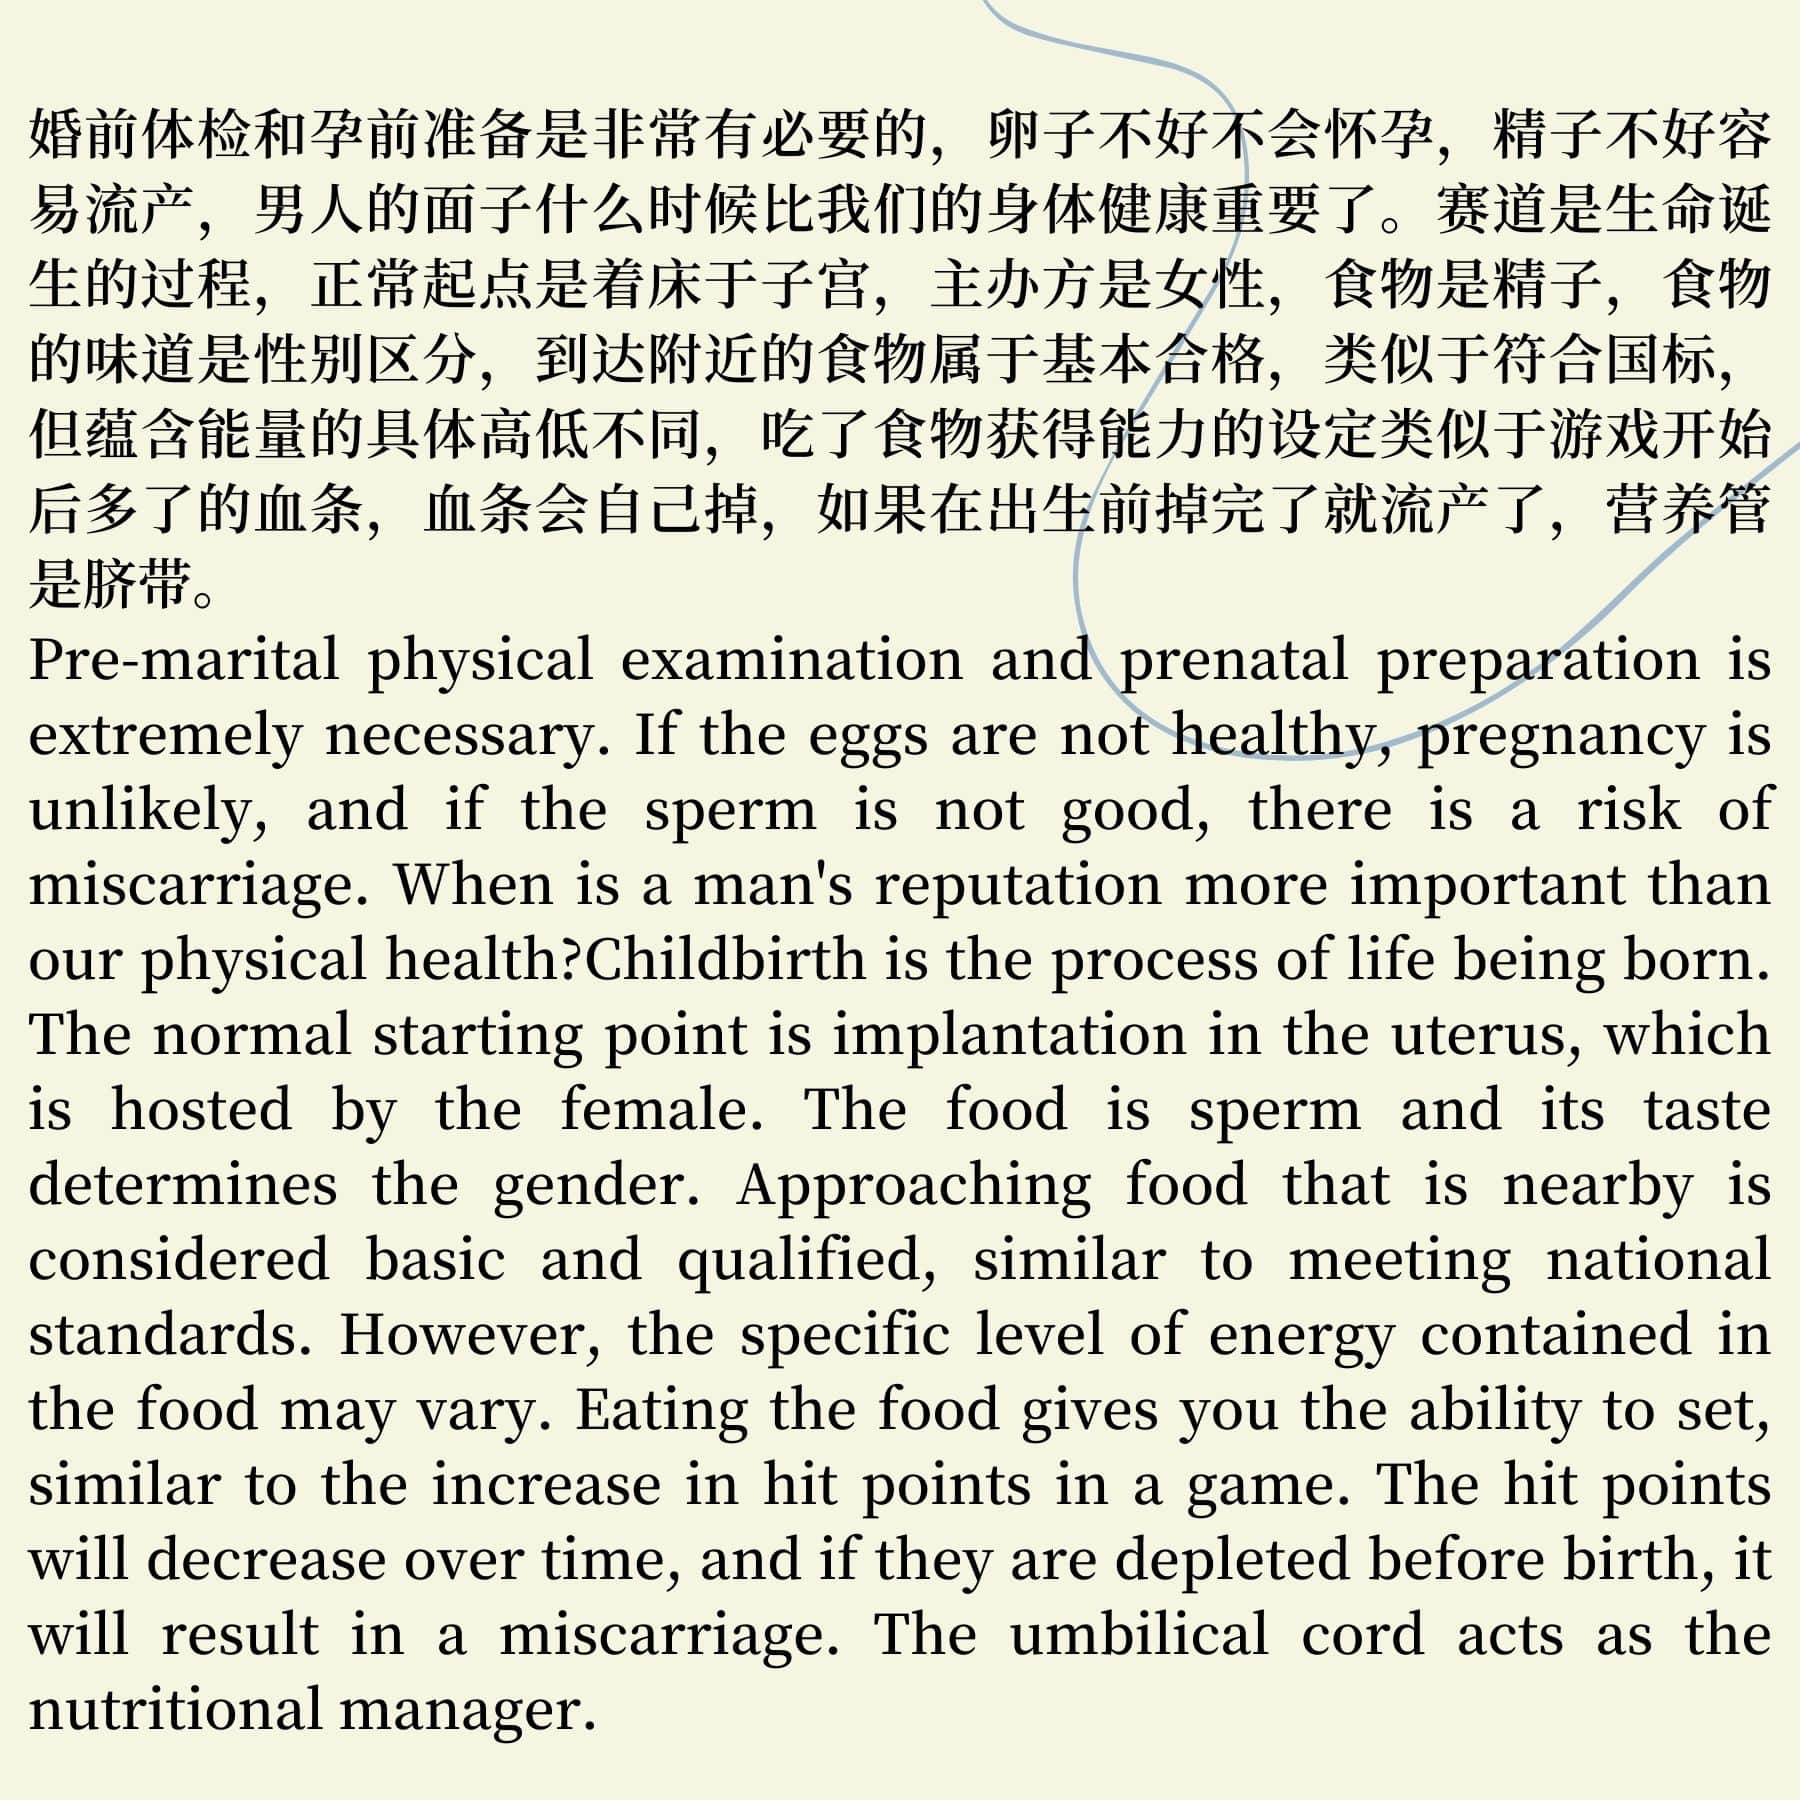 婚前体检和孕前准备是非常有必要的，卵子不好不会怀孕，精子不好容
易流产，男人的面子什么时候比我们的身体健康重要了。赛道是生命诞
生的过程，正常起点是着床于子宫，主办方是女性，食物是精子，食物
的味道是性别区分，到达附近的食物属于基本合格，类似于符合国标，
但蕴含能量的具体高低不同，吃了食物获得能力的设定类似于游戏开始
后多了的血条，血条会自己掉，如果在出生前掉完了就流产了，营养管
是脐带。
Pre-marital physical examination and prenatal preparation is
extremely necessary. If the eggs are not healthy, pregnancy is
unlikely, and if the sperm is not good, there is a risk of
miscarriage. When is a man's reputation more important than
our physical health?Childbirth is the process of life being born.
The normal starting point is implantation in the uterus, which
is hosted by the female. The food is sperm and its taste
determines the gender. Approaching food that is nearby is
considered basic and qualified, similar to meeting national
standards. However, the specific level of energy contained in
the food may vary. Eating the food gives you the ability to set,
similar to the increase in hit points in a game. The hit points
will decrease over time, and if they are depleted before birth, it
will result in a miscarriage. The umbilical cord acts as the
nutritional manager.